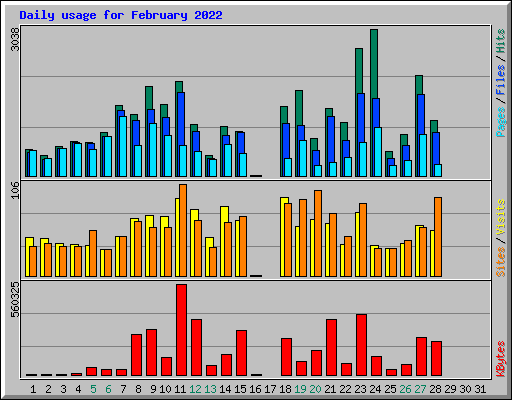 Daily usage for February 2022
3038
Pages / Files / Hits
106
Sites / Visits
560325
KBytes
1 2 3 4 5 6 7 8 9 10 11 12 13 14 15 16 17 18 19 20 21 22 23 24 25 26 27 28 29 30 31